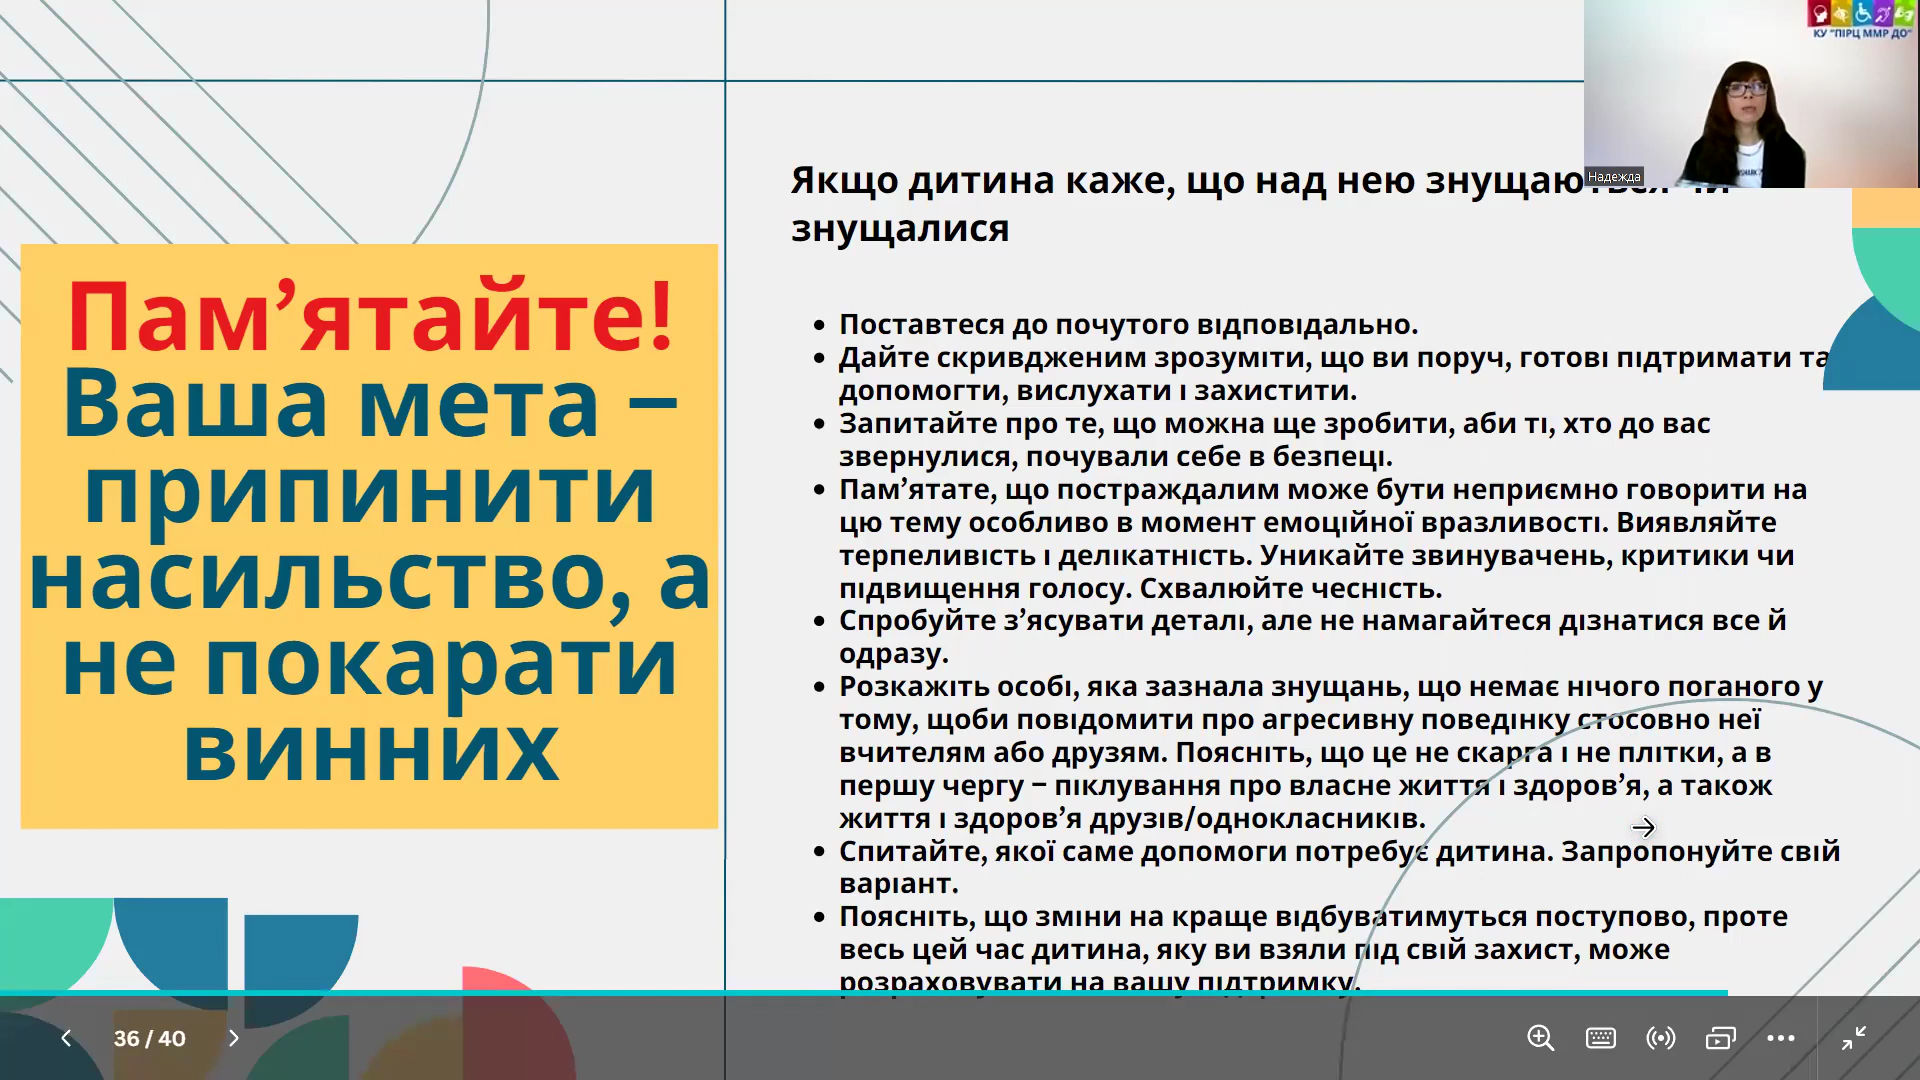 КУ "ПІРЦ ММР ДО"
Надежда
Пам’ятайте!
Ваша мета –
припинити
насильство, а
не покарати
винних
Якщо дитина каже, що над нею знущаються чи
знущалися
Поставтеся до почутого відповідально.
Дайте скривдженим зрозуміти, що ви поруч, готові підтримати та
допомогти, вислухати і захистити.
Запитайте про те, що можна ще зробити, аби ті, хто до вас
звернулися, почували себе в безпеці.
Пам’ятате, що постраждалим може бути неприємно говорити на
цю тему особливо в момент емоційної вразливості. Виявляйте
терпеливість і делікатність. Уникайте звинувачень, критики чи
підвищення голосу. Схвалюйте чесність.
Спробуйте з’ясувати деталі, але не намагайтеся дізнатися все й
одразу.
Розкажіть особі, яка зазнала знущань, що немає нічого поганого у
тому, щоби повідомити про агресивну поведінку стосовно неї
вчителям або друзям. Поясніть, що це не скарга і не плітки, а в
першу чергу – піклування про власне життя і здоров’я, а також
життя і здоров’я друзів/однокласників.
Спитайте, якої саме допомоги потребує дитина. Запропонуйте свій
варіант.
Поясніть, що зміни на краще відбуватимуться поступово, проте
весь цей час дитина, яку ви взяли під свій захист, може
розраховувати на вашу підтримку.
36 / 40